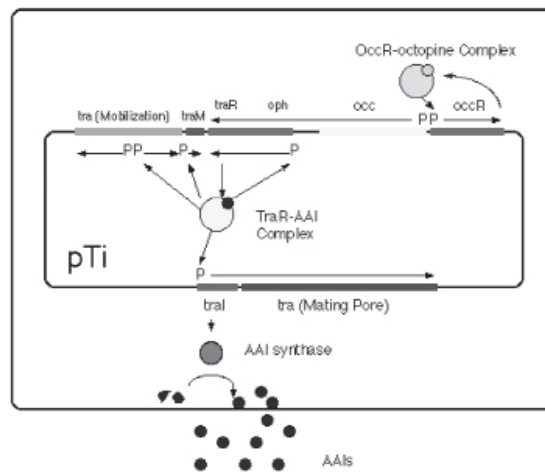 OccR-octopine Complex
traR
oph
occ
occR
tra (Mobilization)
traM
PP
PP
P
P
TraR-AAI
Complex
pTi
P
traI
tra (Mating Pore)
AAI synthase
AAIs